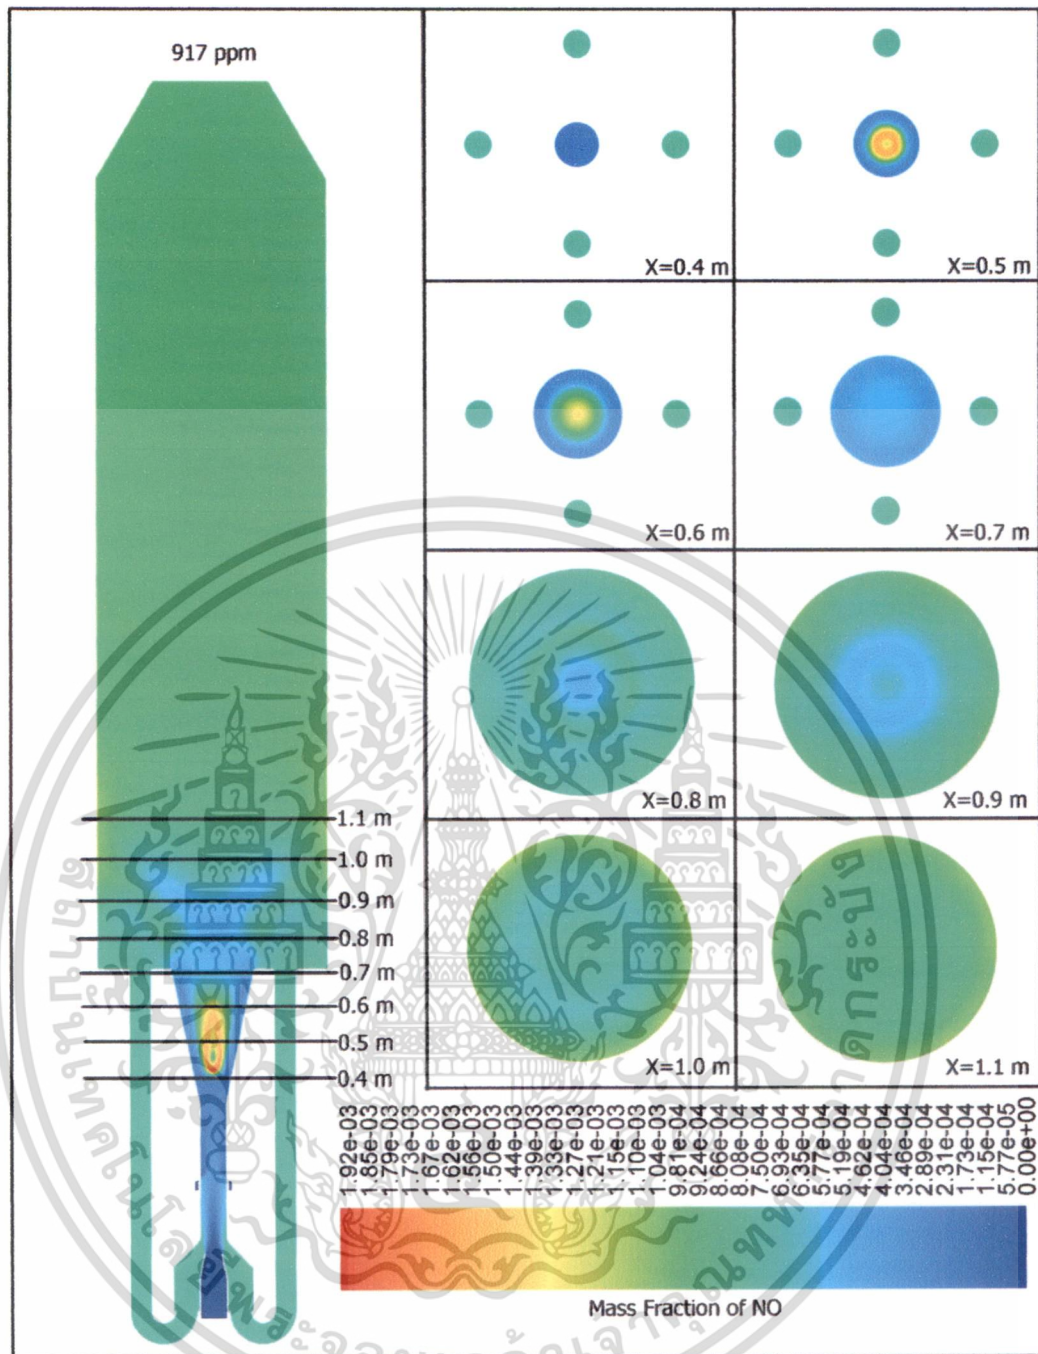 917 ppm
X=0.4 m
X=0.5 m
X=0.6 m
X=0.7 m
X=0.8 m
X=0.9 m
X=1.0 m
X=1.1 m
1.1 m
1.0 m
0.9 m
0.8 m
0.7 m
0.6 m
0.5 m
0.4 m
1.92e-03
1.85e-03
1.79e-03
1.73e-03
1.67e-03
1.62e-03
1.56e-03
1.50e-03
1.44e-03
1.39e-03
1.33e-03
1.27e-03
1.21e-03
1.15e-03
1.10e-03
1.04e-03
9.81e-04
9.24e-04
8.66e-04
8.08e-04
7.50e-04
6.93e-04
6.35e-04
5.77e-04
5.19e-04
4.62e-04
4.04e-04
3.46e-04
2.89e-04
2.31e-04
1.73e-04
1.15e-04
5.77e-05
0.00e+00
Mass Fraction of NO